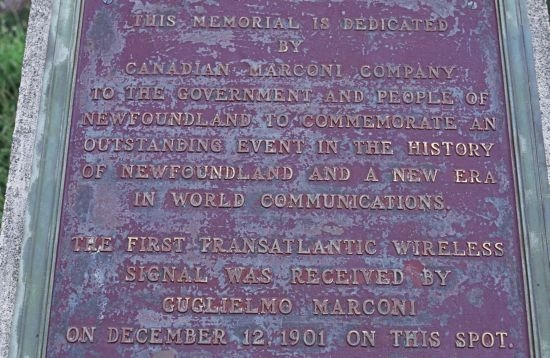 THIS MEMORIAL IS DEDICATED
BY
CANADIAN MARCONI COMPANY
TO THE GOVERNMENT AND PEOPLE OF
NEWFOUNDLAND TO COMMEMORATE AN
OUTSTANDING EVENT IN THE HISTORY
OF NEWFOUNDLAND AND A NEW ERA
IN WORLD COMMUNICATIONS.
THE FIRST TRANSATLANTIC WIRELESS
SIGNAL WAS RECEIVED BY
GUGLIELMO MARCONI
ON DECEMBER 12, 1901 ON THIS SPOT.